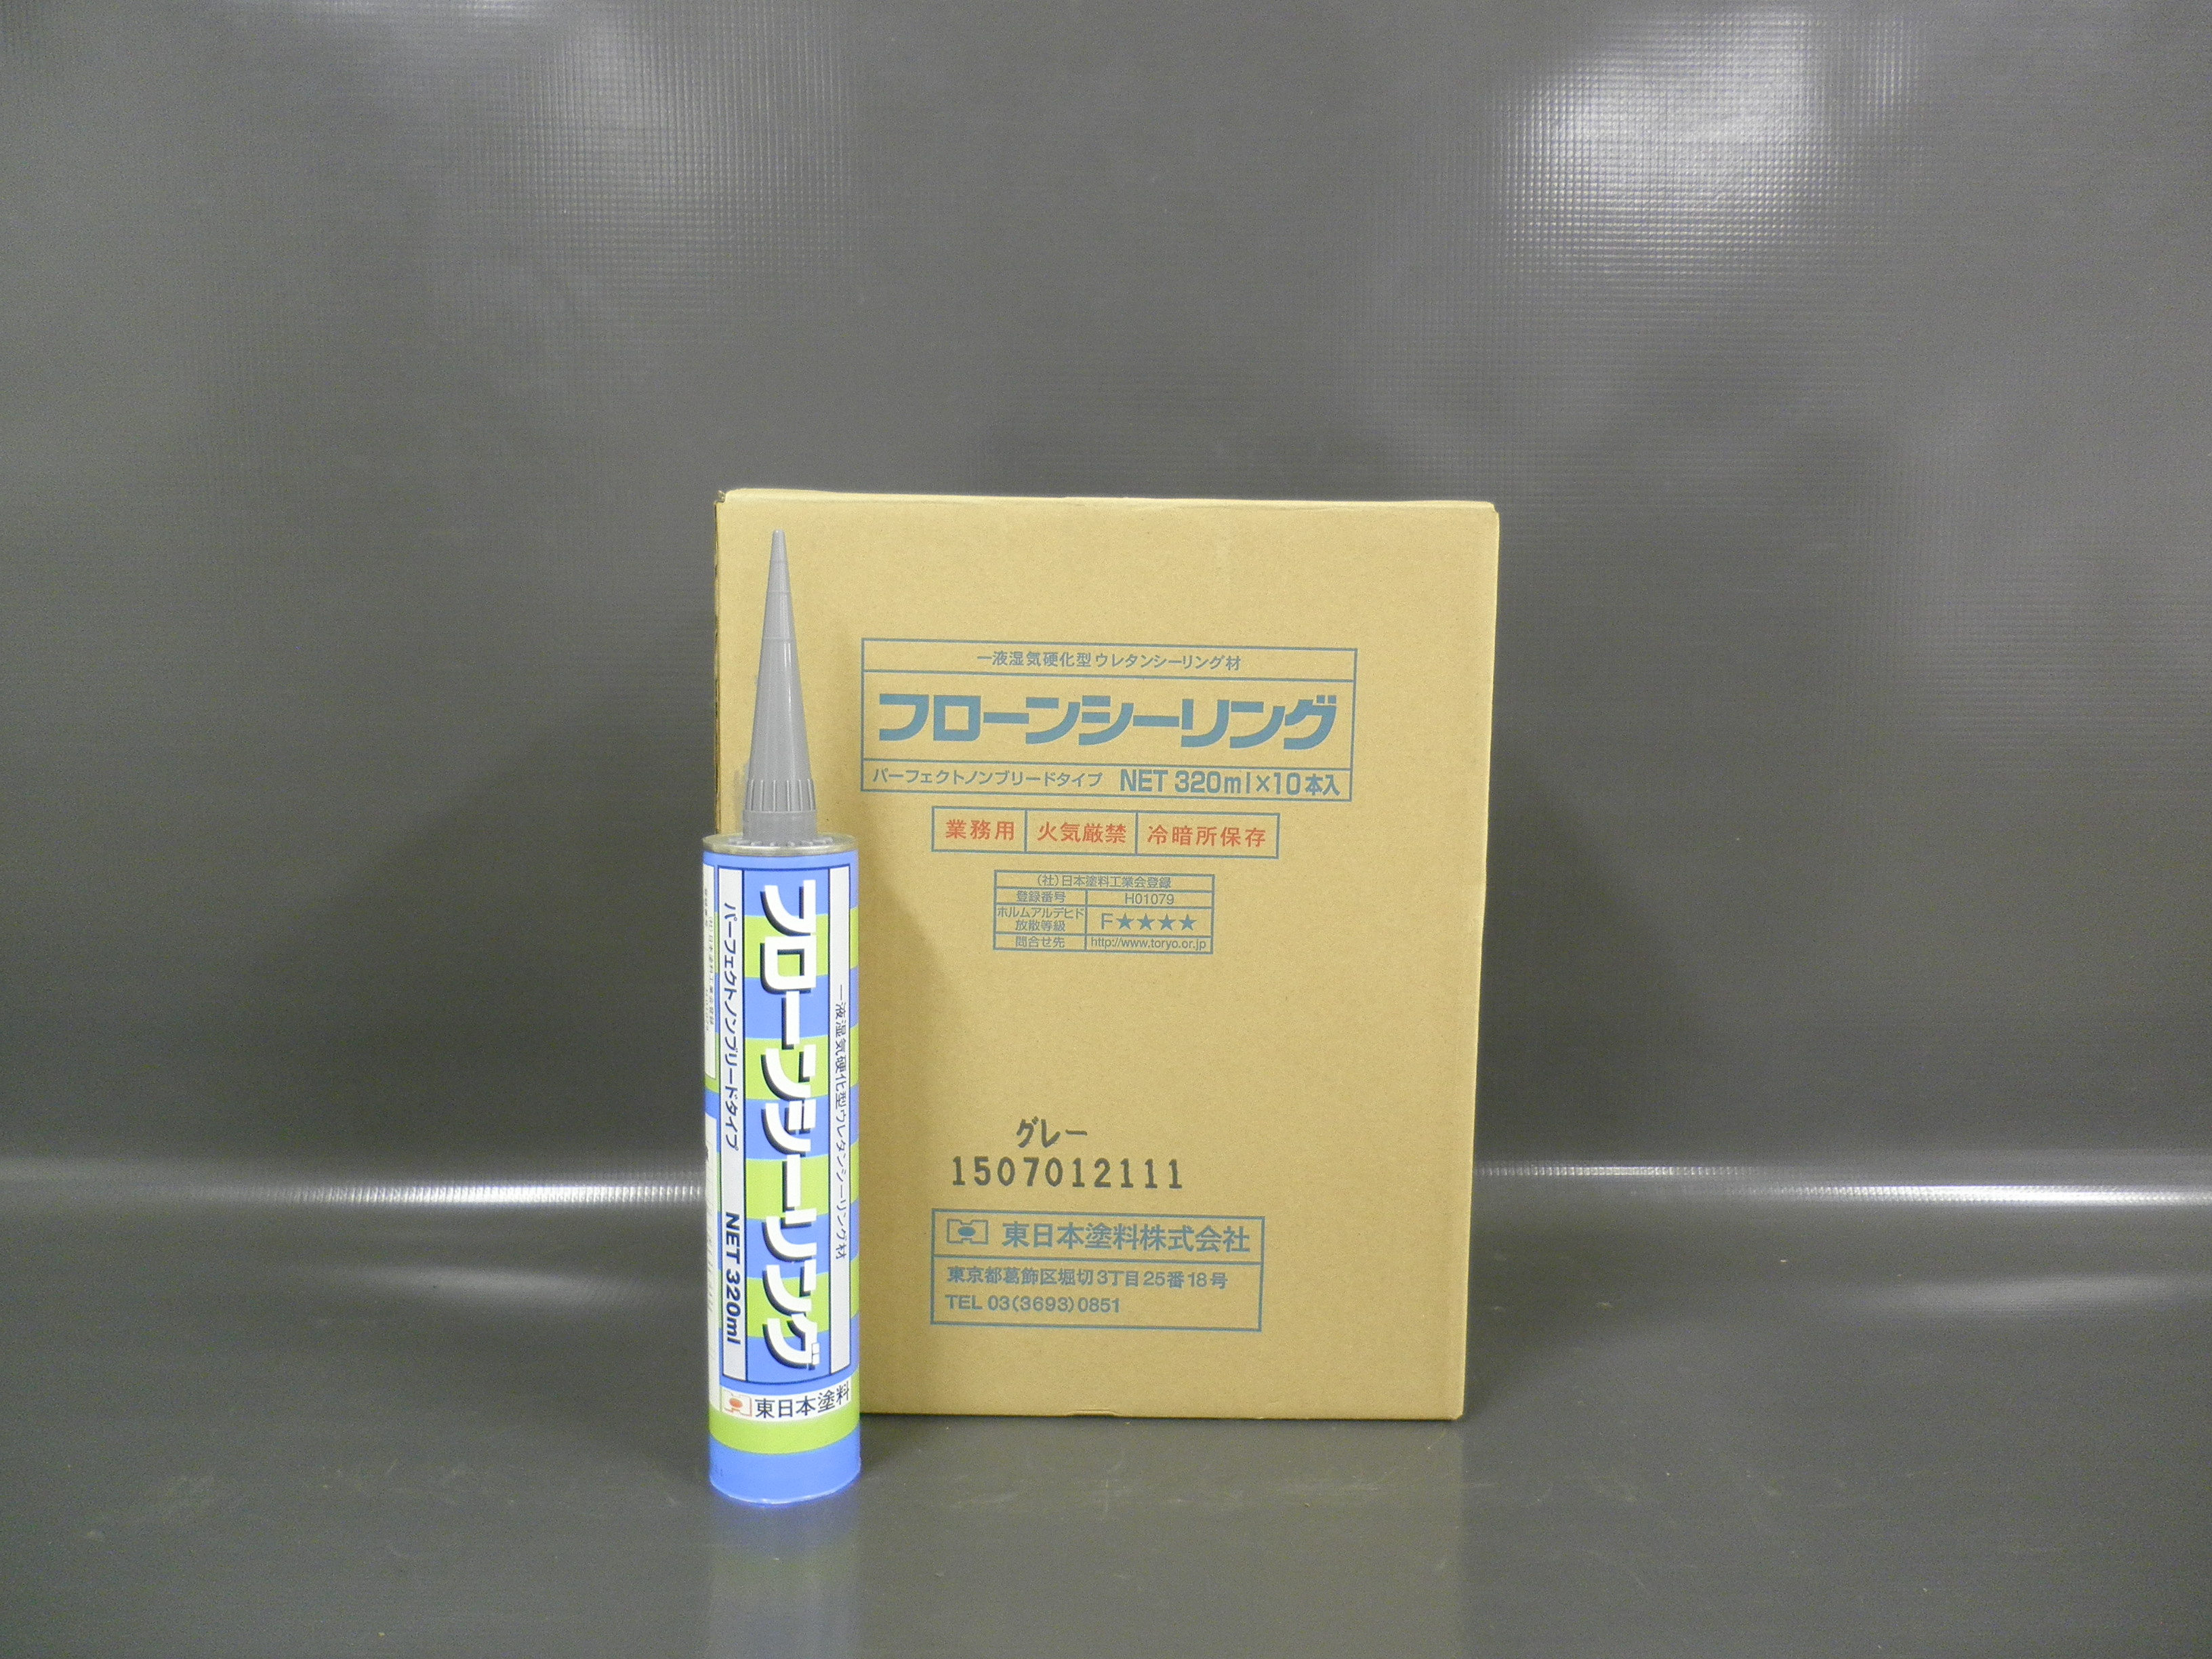 一液湿気硬化型ウレタンシーリング材
フローンシーリング
パーフェクトノンブリードタイプ NET 320ml×10本入
業務用 火気厳禁 冷暗所保存
(社)日本塗料工業会登録
登録番号 H01079
ホルムアルデヒド放散等級 F★★★★
問合せ先 http://www.toryo.or.jp
グレー
1507012111
東日本塗料株式会社
東京都葛飾区堀切3丁目25番18号
TEL 03(3693)0851
一液湿気硬化型ウレタンシーリング材
フローンシーリング
パーフェクトノンブリードタイプ NET 320ml
東日本塗料